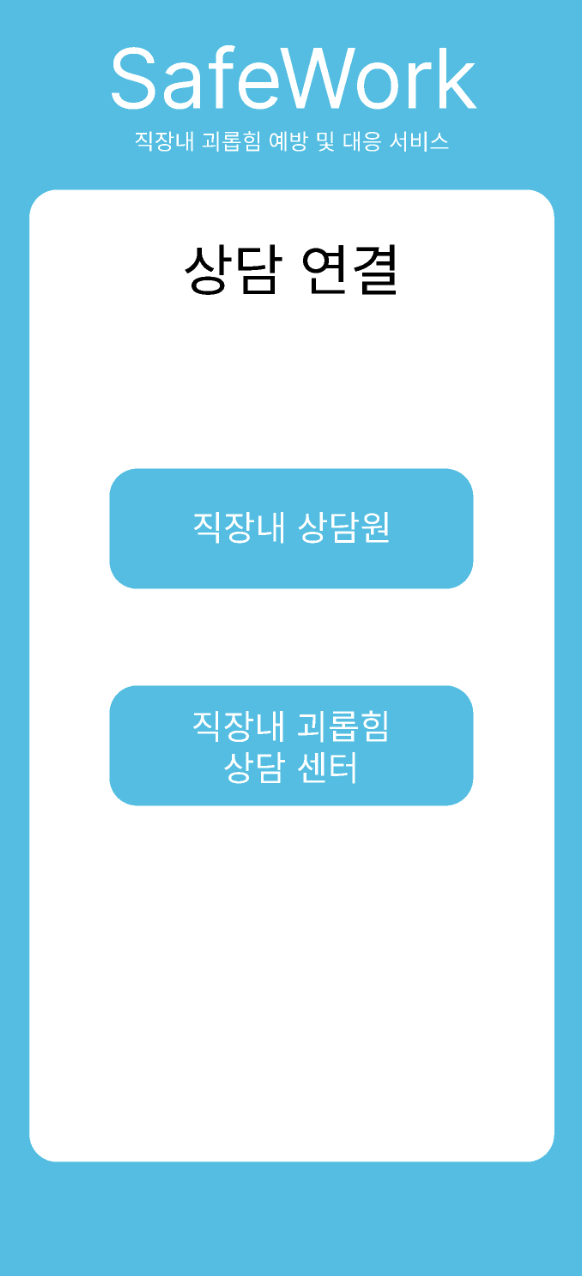 SafeWork
직장내 괴롭힘 예방 및 대응 서비스
상담 연결
직장내 상담원
직장내 괴롭힘
상담 센터